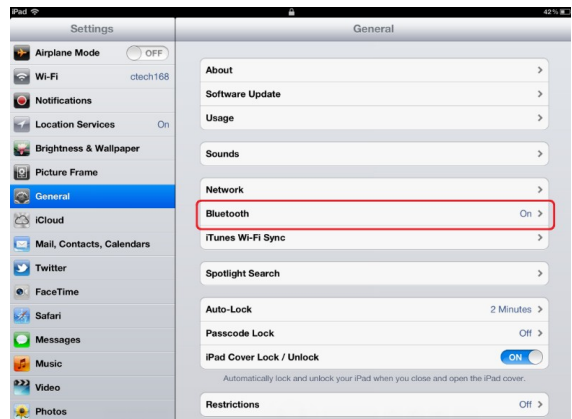 iPad 42%
Settings
Airplane Mode OFF
Wi-Fi ctech168
Notifications
Location Services On
Brightness & Wallpaper
Picture Frame
General
iCloud
Mail, Contacts, Calendars
Twitter
FaceTime
Safari
Messages
Music
Video
Photos
General
About
Software Update
Usage
Sounds
Network
Bluetooth On
iTunes Wi-Fi Sync
Spotlight Search
Auto-Lock 2 Minutes
Passcode Lock Off
iPad Cover Lock / Unlock ON
Automatically lock and unlock your iPad when you close and open the iPad cover.
Restrictions Off